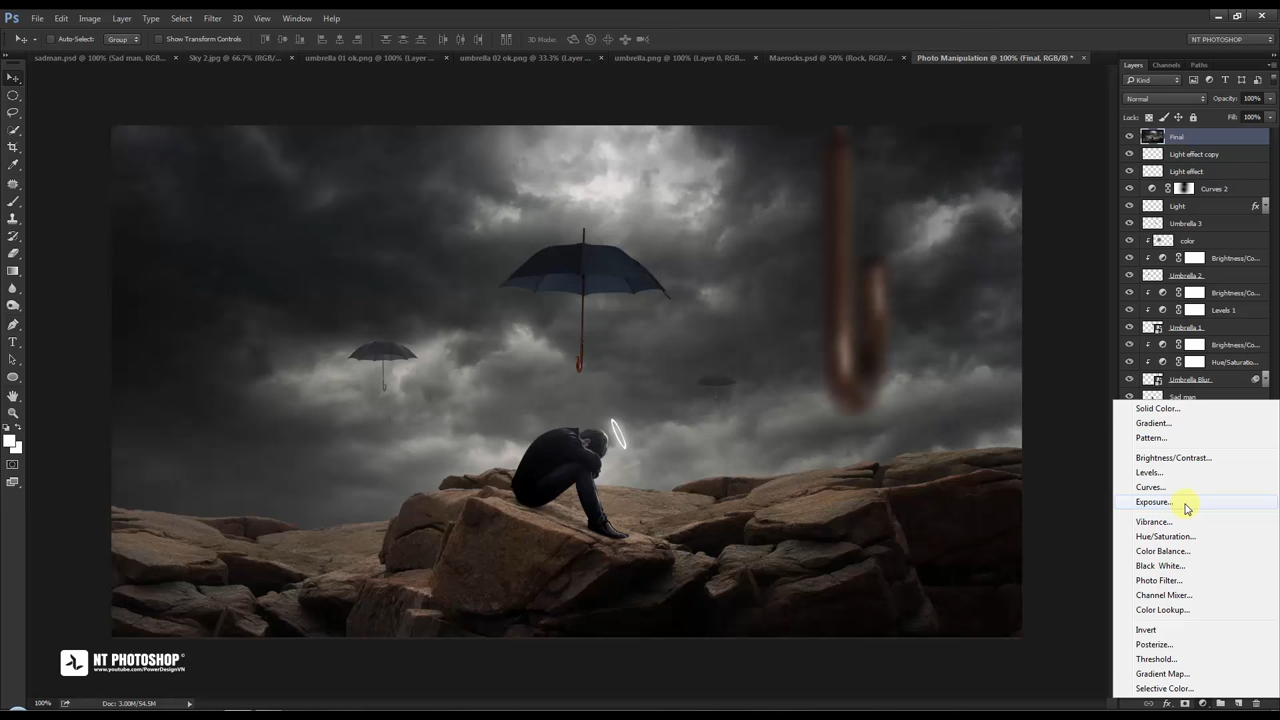 Ps File Edit Image Layer Type Select Filter 3D View Window Help
Auto-Select: Group Show Transform Controls 3D Mode: NT PHOTOSHOP
sadman.psd @ 100% (Sad man, RGB... × Sky 2.jpg @ 66.7% (RGB/... × umbrella 01 ok.png @ 100% (Layer ... × umbrella 02 ok.png @ 33.3% (Layer ... × umbrella.png @ 100% (Layer 0, RGB... × Maerocks.psd @ 50% (Rock, RGB/... × Photo Manipulation @ 100% (Final, RGB/8) * ×
Layers Channels Paths
Kind
Normal Opacity: 100%
Lock: Fill: 100%
Final
Light effect copy
Light effect
Curves 2
Light fx
Umbrella 3
color
Brightness/Co...
Umbrella 2
Brightness/Co...
Levels 1
Umbrella 1
Brightness/Co...
Hue/Saturatio...
Umbrella Blur
Sad man
Solid Color...
Gradient...
Pattern...
Brightness/Contrast...
Levels...
Curves...
Exposure...
Vibrance...
Hue/Saturation...
Color Balance...
Black White...
Photo Filter...
Channel Mixer...
Color Lookup...
Invert
Posterize...
Threshold...
Gradient Map...
Selective Color...
NT PHOTOSHOP
www.youtube.com/PowerDesignVN
100% Doc: 3.00M/54.5M
fx